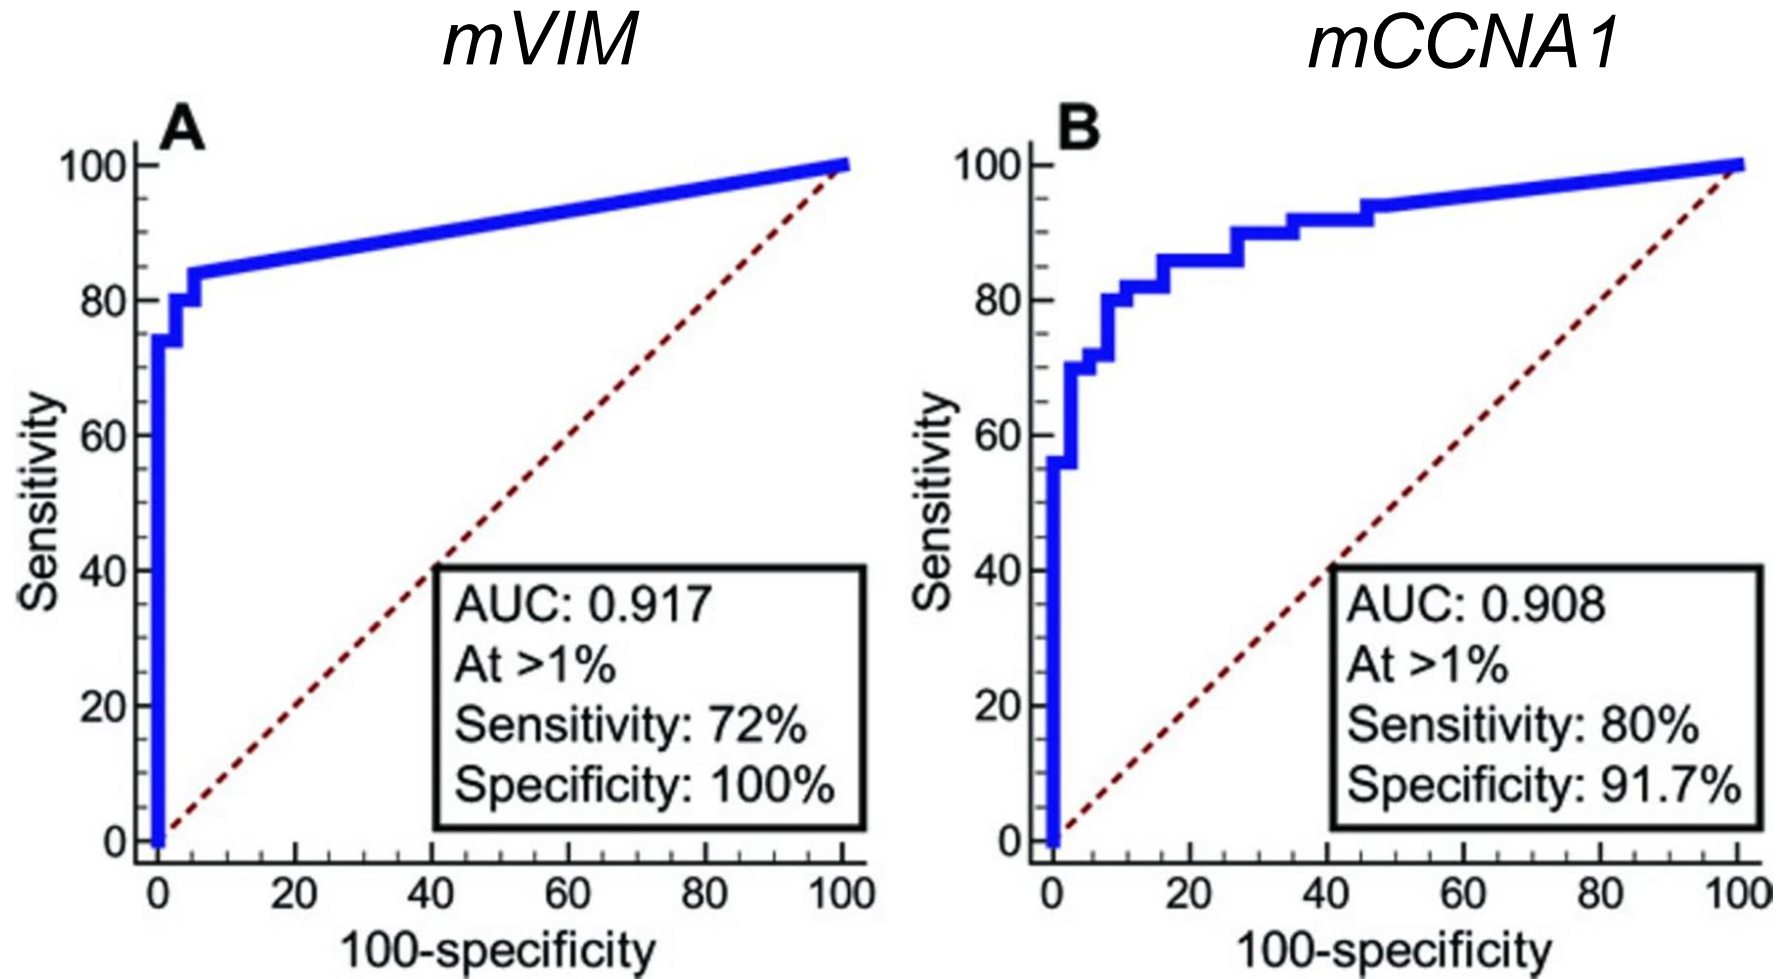 mVIM
mCCNA1
A
100
80
60
40
20
0
Sensitivity
AUC: 0.917
At >1%
Sensitivity: 72%
Specificity: 100%
0 20 40 60 80 100
100-specificity
B
100
80
60
40
20
0
Sensitivity
AUC: 0.908
At >1%
Sensitivity: 80%
Specificity: 91.7%
0 20 40 60 80 100
100-specificity